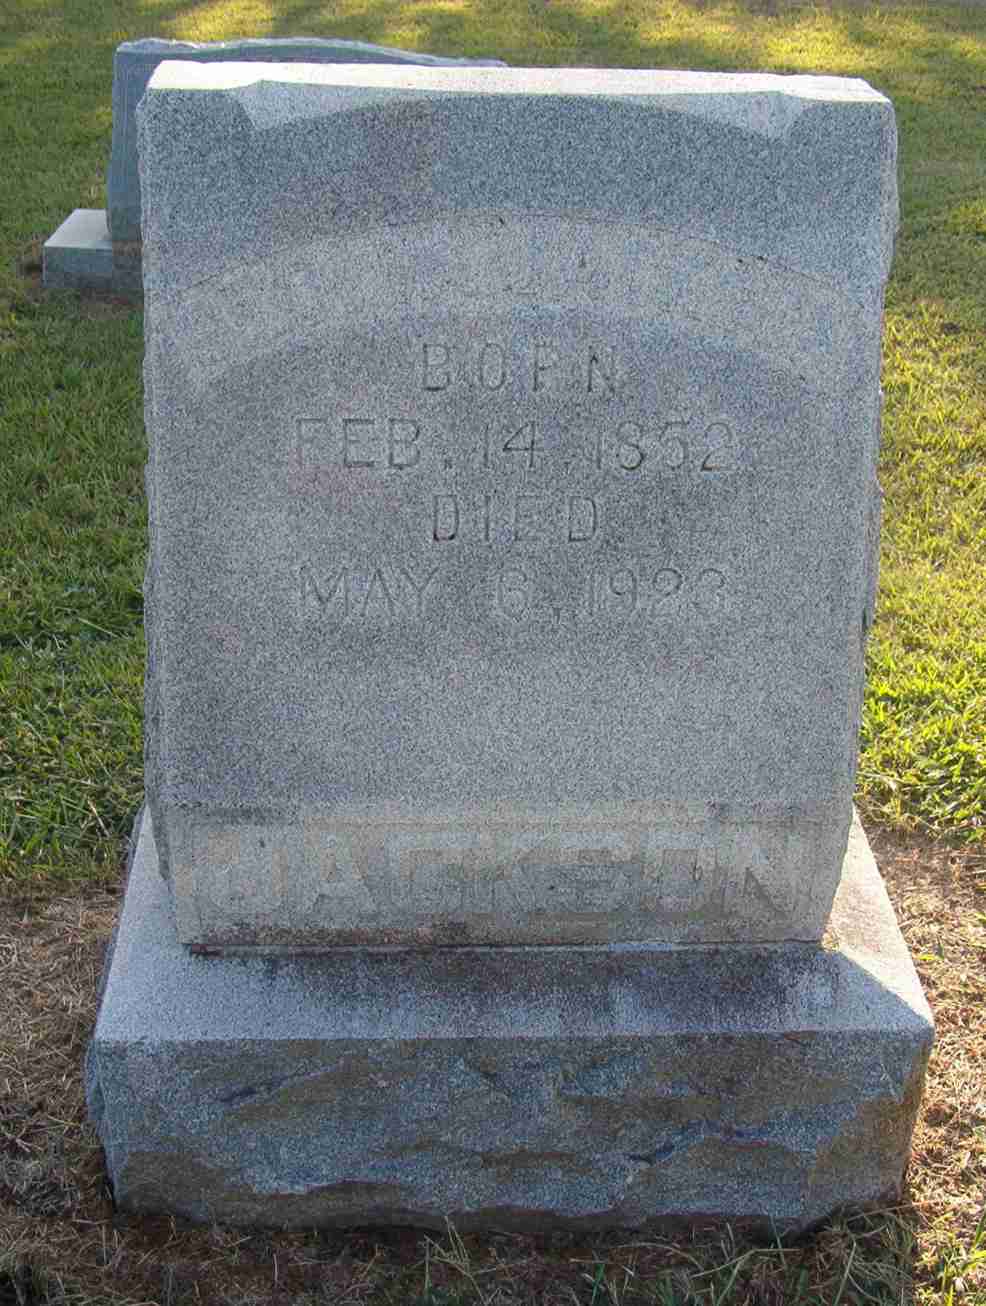 BORN
FEB. 14, 1852
DIED
MAY 6, 1923
JACKSON